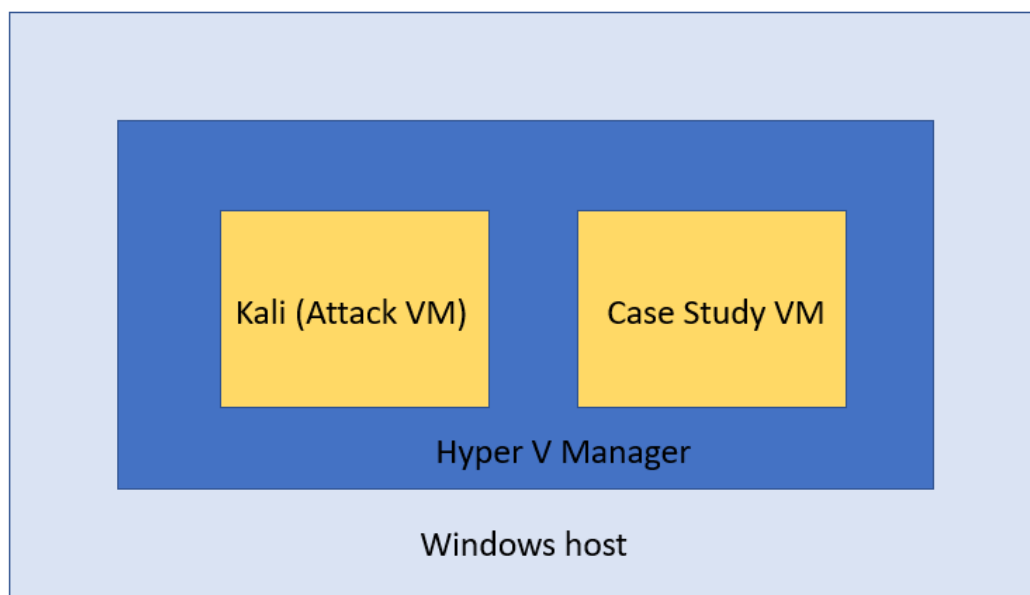 Kali (Attack VM)
Case Study VM
Hyper V Manager
Windows host